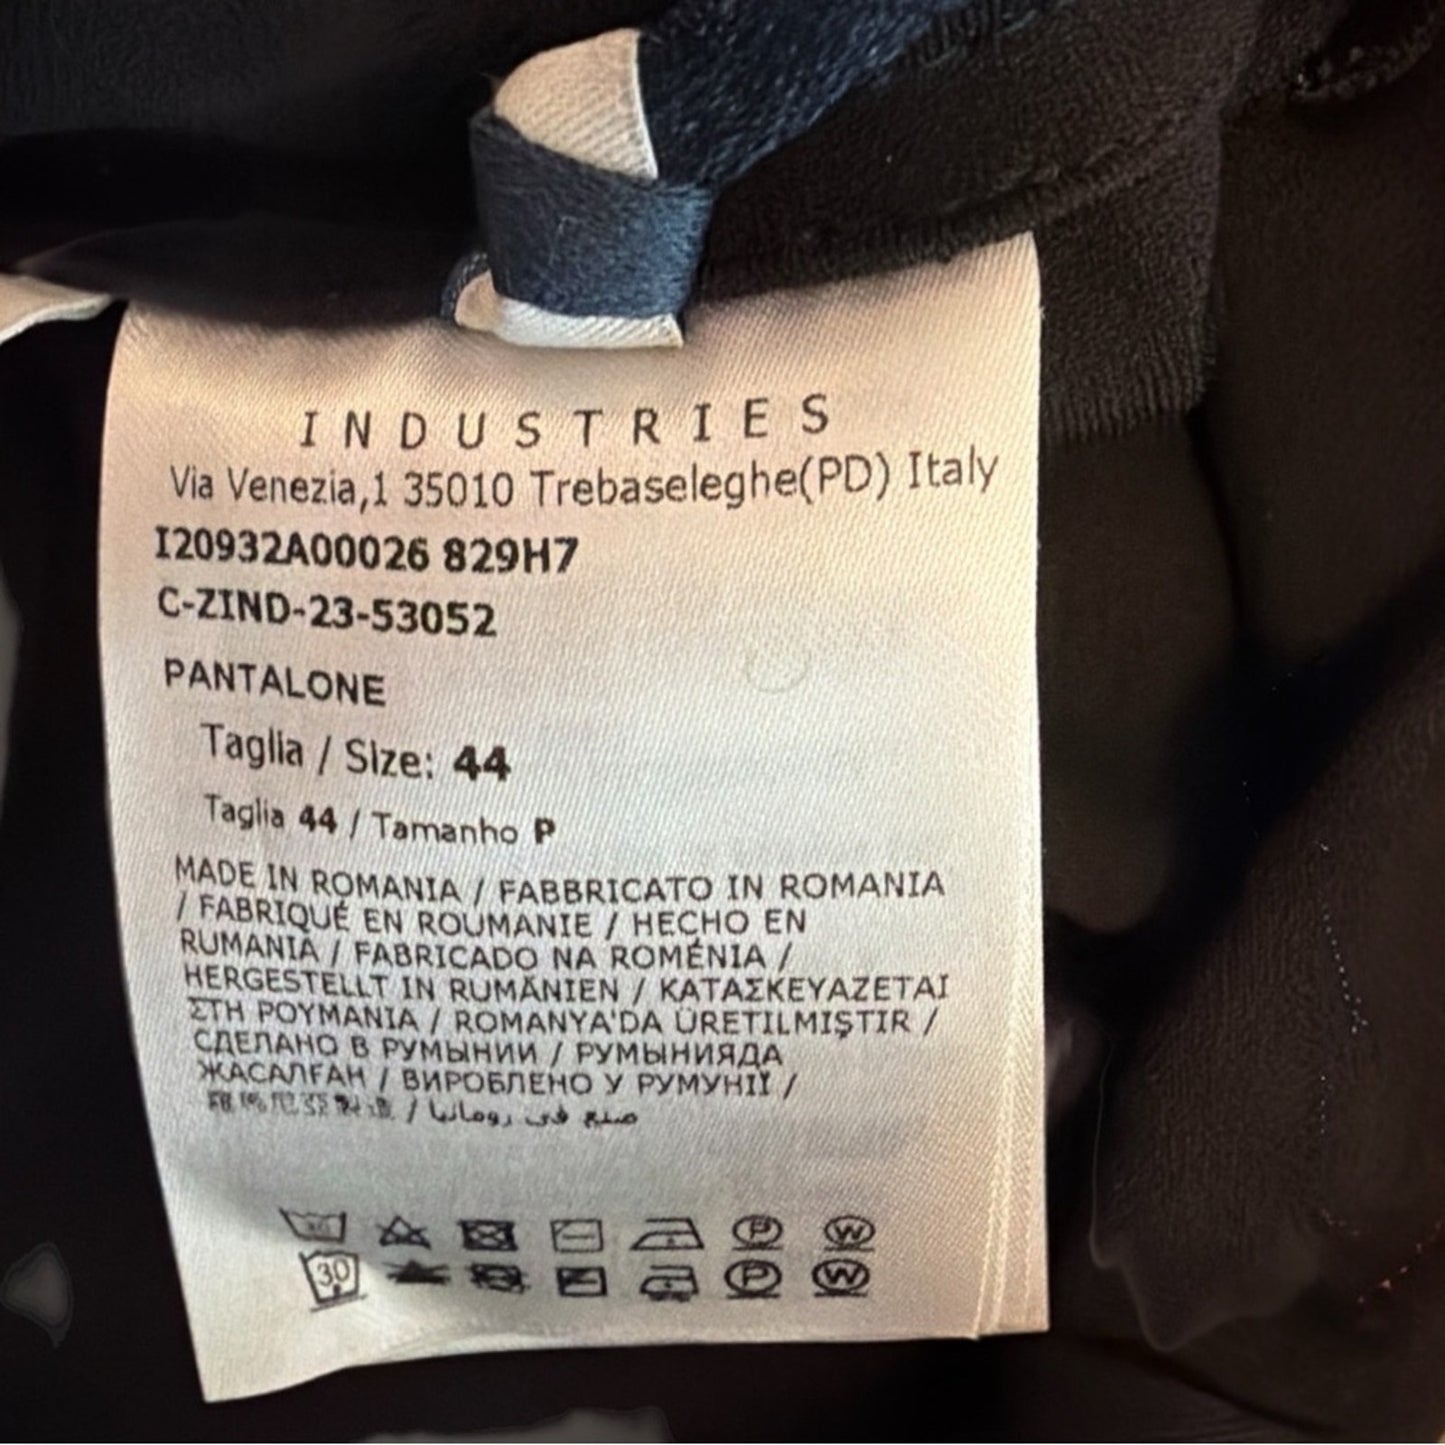 INDUSTRIES
Via Venezia,1 35010 Trebaseleghe(PD) Italy
I20932A00026 829H7
C-ZIND-23-53052
PANTALONE
Taglia / Size: 44
Taglia 44 / Tamanho P
MADE IN ROMANIA / FABBRICATO IN ROMANIA
/ FABRIQUÉ EN ROUMANIE / HECHO EN
RUMANIA / FABRICADO NA ROMÉNIA /
HERGESTELLT IN RUMÄNIEN / ΚΑΤΑΣΚΕΥΑΖΕΤΑΙ
ΣΤΗ ΡΟΥΜΑΝΙΑ / ROMANYA'DA ÜRETILMIŞTIR /
СДЕЛАНО В РУМЫНИИ / РУМЫНИЯДА
ЖАСАЛҒАН / ВИРОБЛЕНО У РУМУНІЇ /
/ صنع في رومانيا
P W
30 P W